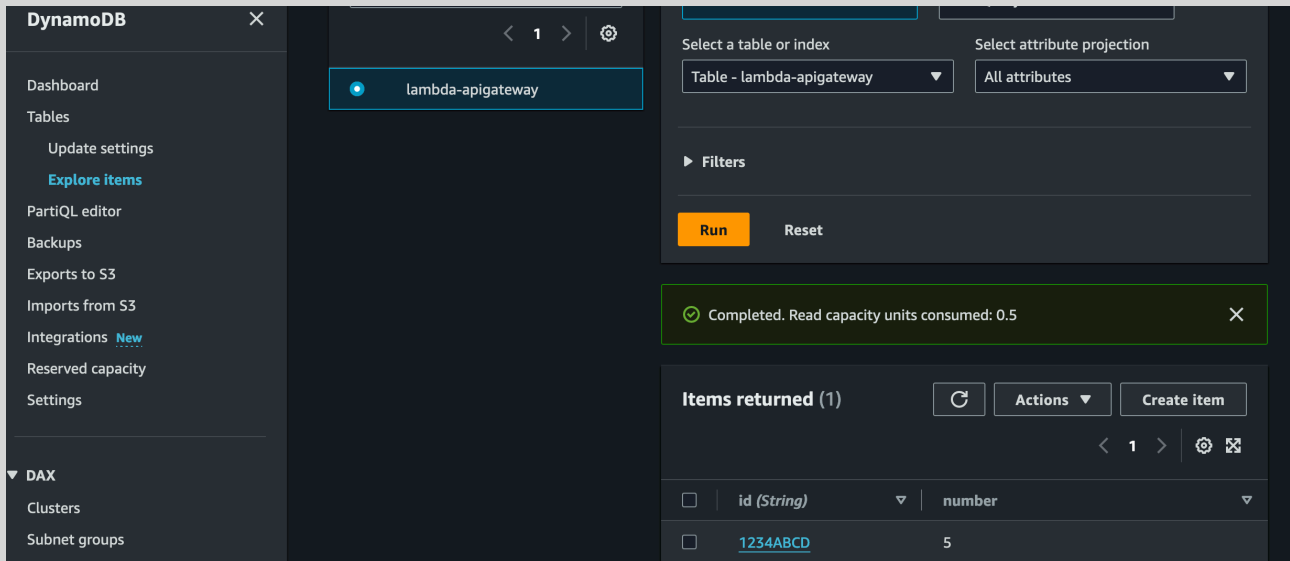 DynamoDB
Dashboard
Tables
Update settings
Explore items
PartiQL editor
Backups
Exports to S3
Imports from S3
Integrations New
Reserved capacity
Settings
DAX
Clusters
Subnet groups
1
lambda-apigateway
Select a table or index
Select attribute projection
Table - lambda-apigateway
All attributes
Filters
Run
Reset
Completed. Read capacity units consumed: 0.5
Items returned (1)
Actions
Create item
1
id (String)
number
1234ABCD
5